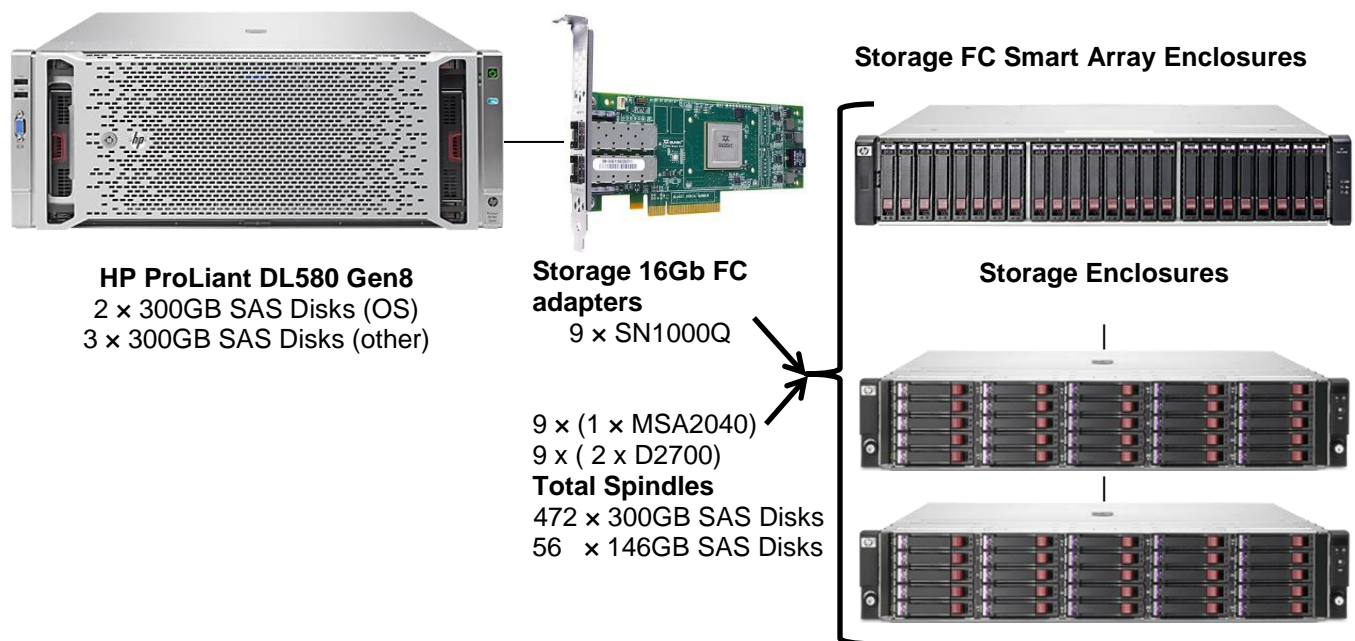 Storage FC Smart Array Enclosures
HP ProLiant DL580 Gen8
2 × 300GB SAS Disks (OS)
3 × 300GB SAS Disks (other)
Storage 16Gb FC
adapters
9 × SN1000Q
Storage Enclosures
9 × (1 × MSA2040)
9 x ( 2 x D2700)
Total Spindles
472 × 300GB SAS Disks
56 × 146GB SAS Disks
hp